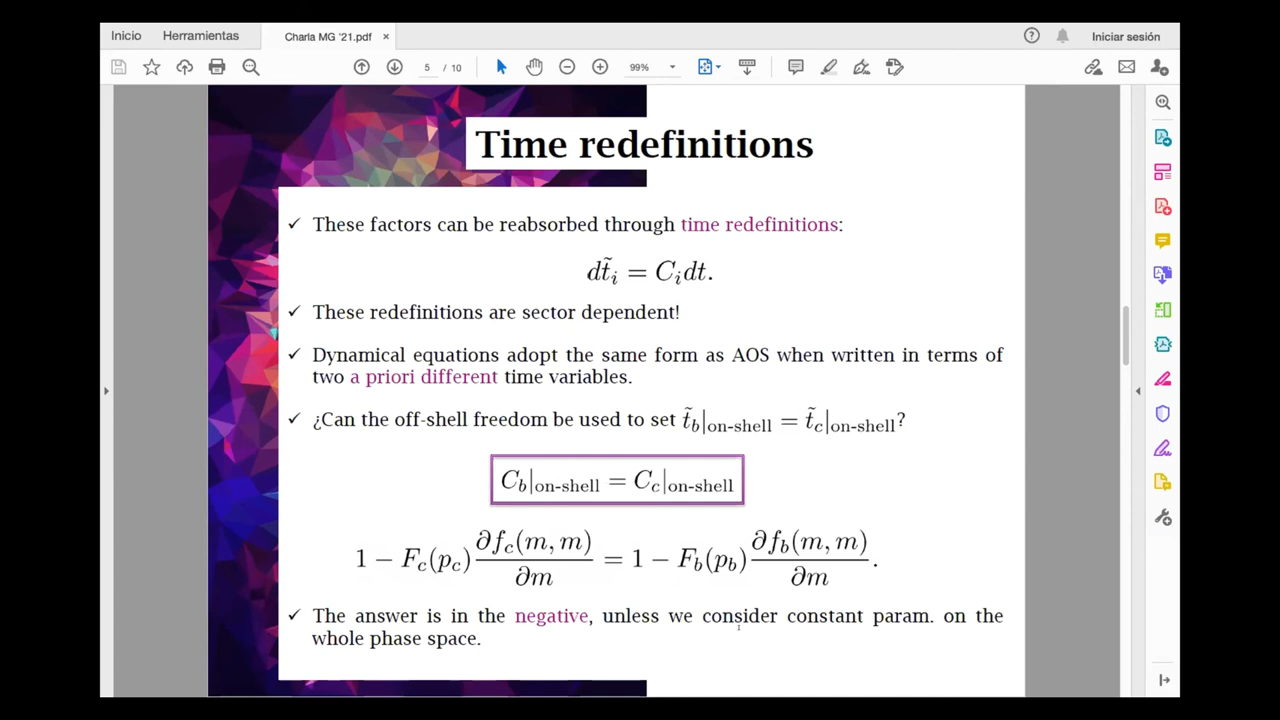 Inicio Herramientas Charla MG '21.pdf × Iniciar sesión
5 / 10 99%
Time redefinitions
✓ These factors can be reabsorbed through time redefinitions:
dt̃ᵢ = Cᵢdt.
✓ These redefinitions are sector dependent!
✓ Dynamical equations adopt the same form as AOS when written in terms of
two a priori different time variables.
✓ ¿Can the off-shell freedom be used to set t̃_b|on-shell = t̃_c|on-shell?
C_b|on-shell = C_c|on-shell
1 − F_c(p_c) ∂f_c(m, m)/∂m = 1 − F_b(p_b) ∂f_b(m, m)/∂m.
✓ The answer is in the negative, unless we consider constant param. on the
whole phase space.